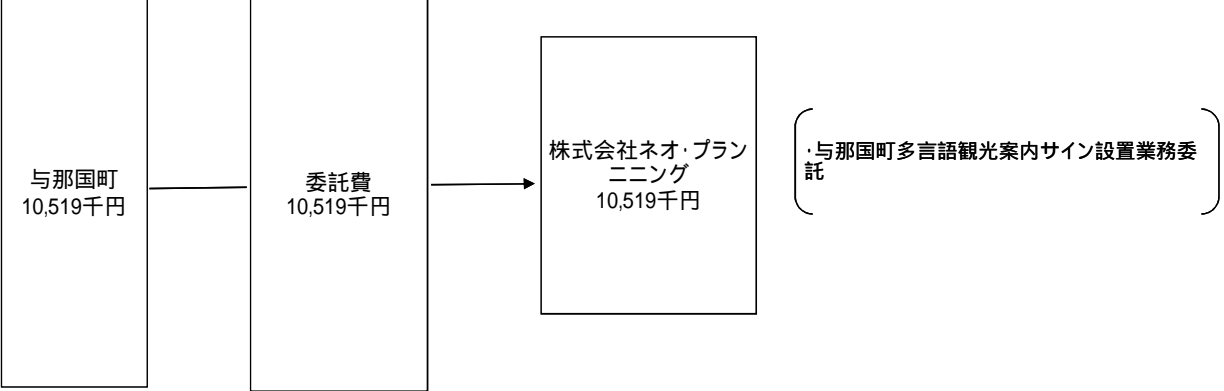 与那国町
10,519千円
委託費
10,519千円
株式会社ネオ・プラン
ニニング
10,519千円
・与那国町多言語観光案内サイン設置業務委
託